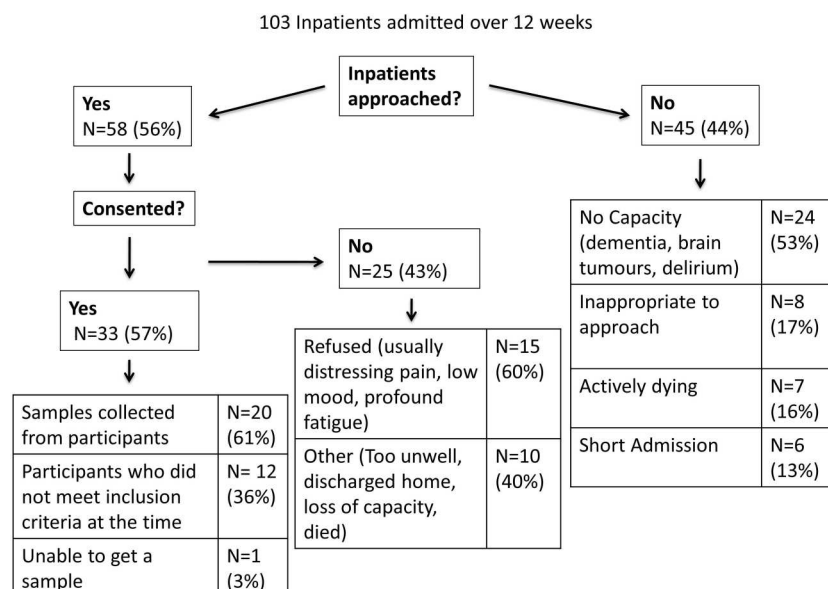 103 Inpatients admitted over 12 weeks
Inpatients
approached?
Yes
N=58 (56%)
No
N=45 (44%)
Consented?
No
N=25 (43%)
Yes
N=33 (57%)
Samples collected
from participants
N=20
(61%)
Participants who did
not meet inclusion
criteria at the time
N= 12
(36%)
Unable to get a
sample
N=1
(3%)
Refused (usually
distressing pain, low
mood, profound
fatigue)
N=15
(60%)
Other (Too unwell,
discharged home,
loss of capacity,
died)
N=10
(40%)
No Capacity
(dementia, brain
tumours, delirium)
N=24
(53%)
Inappropriate to
approach
N=8
(17%)
Actively dying
N=7
(16%)
Short Admission
N=6
(13%)